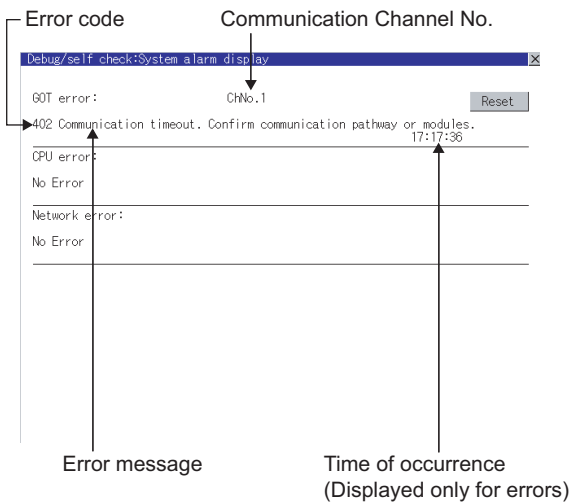 Error code
Communication Channel No.
Debug/self check:System alarm display
GOT error: ChNo.1 Reset
402 Communication timeout. Confirm communication pathway or modules.
17:17:36
CPU error:
No Error
Network error:
No Error
Error message
Time of occurrence
(Displayed only for errors)